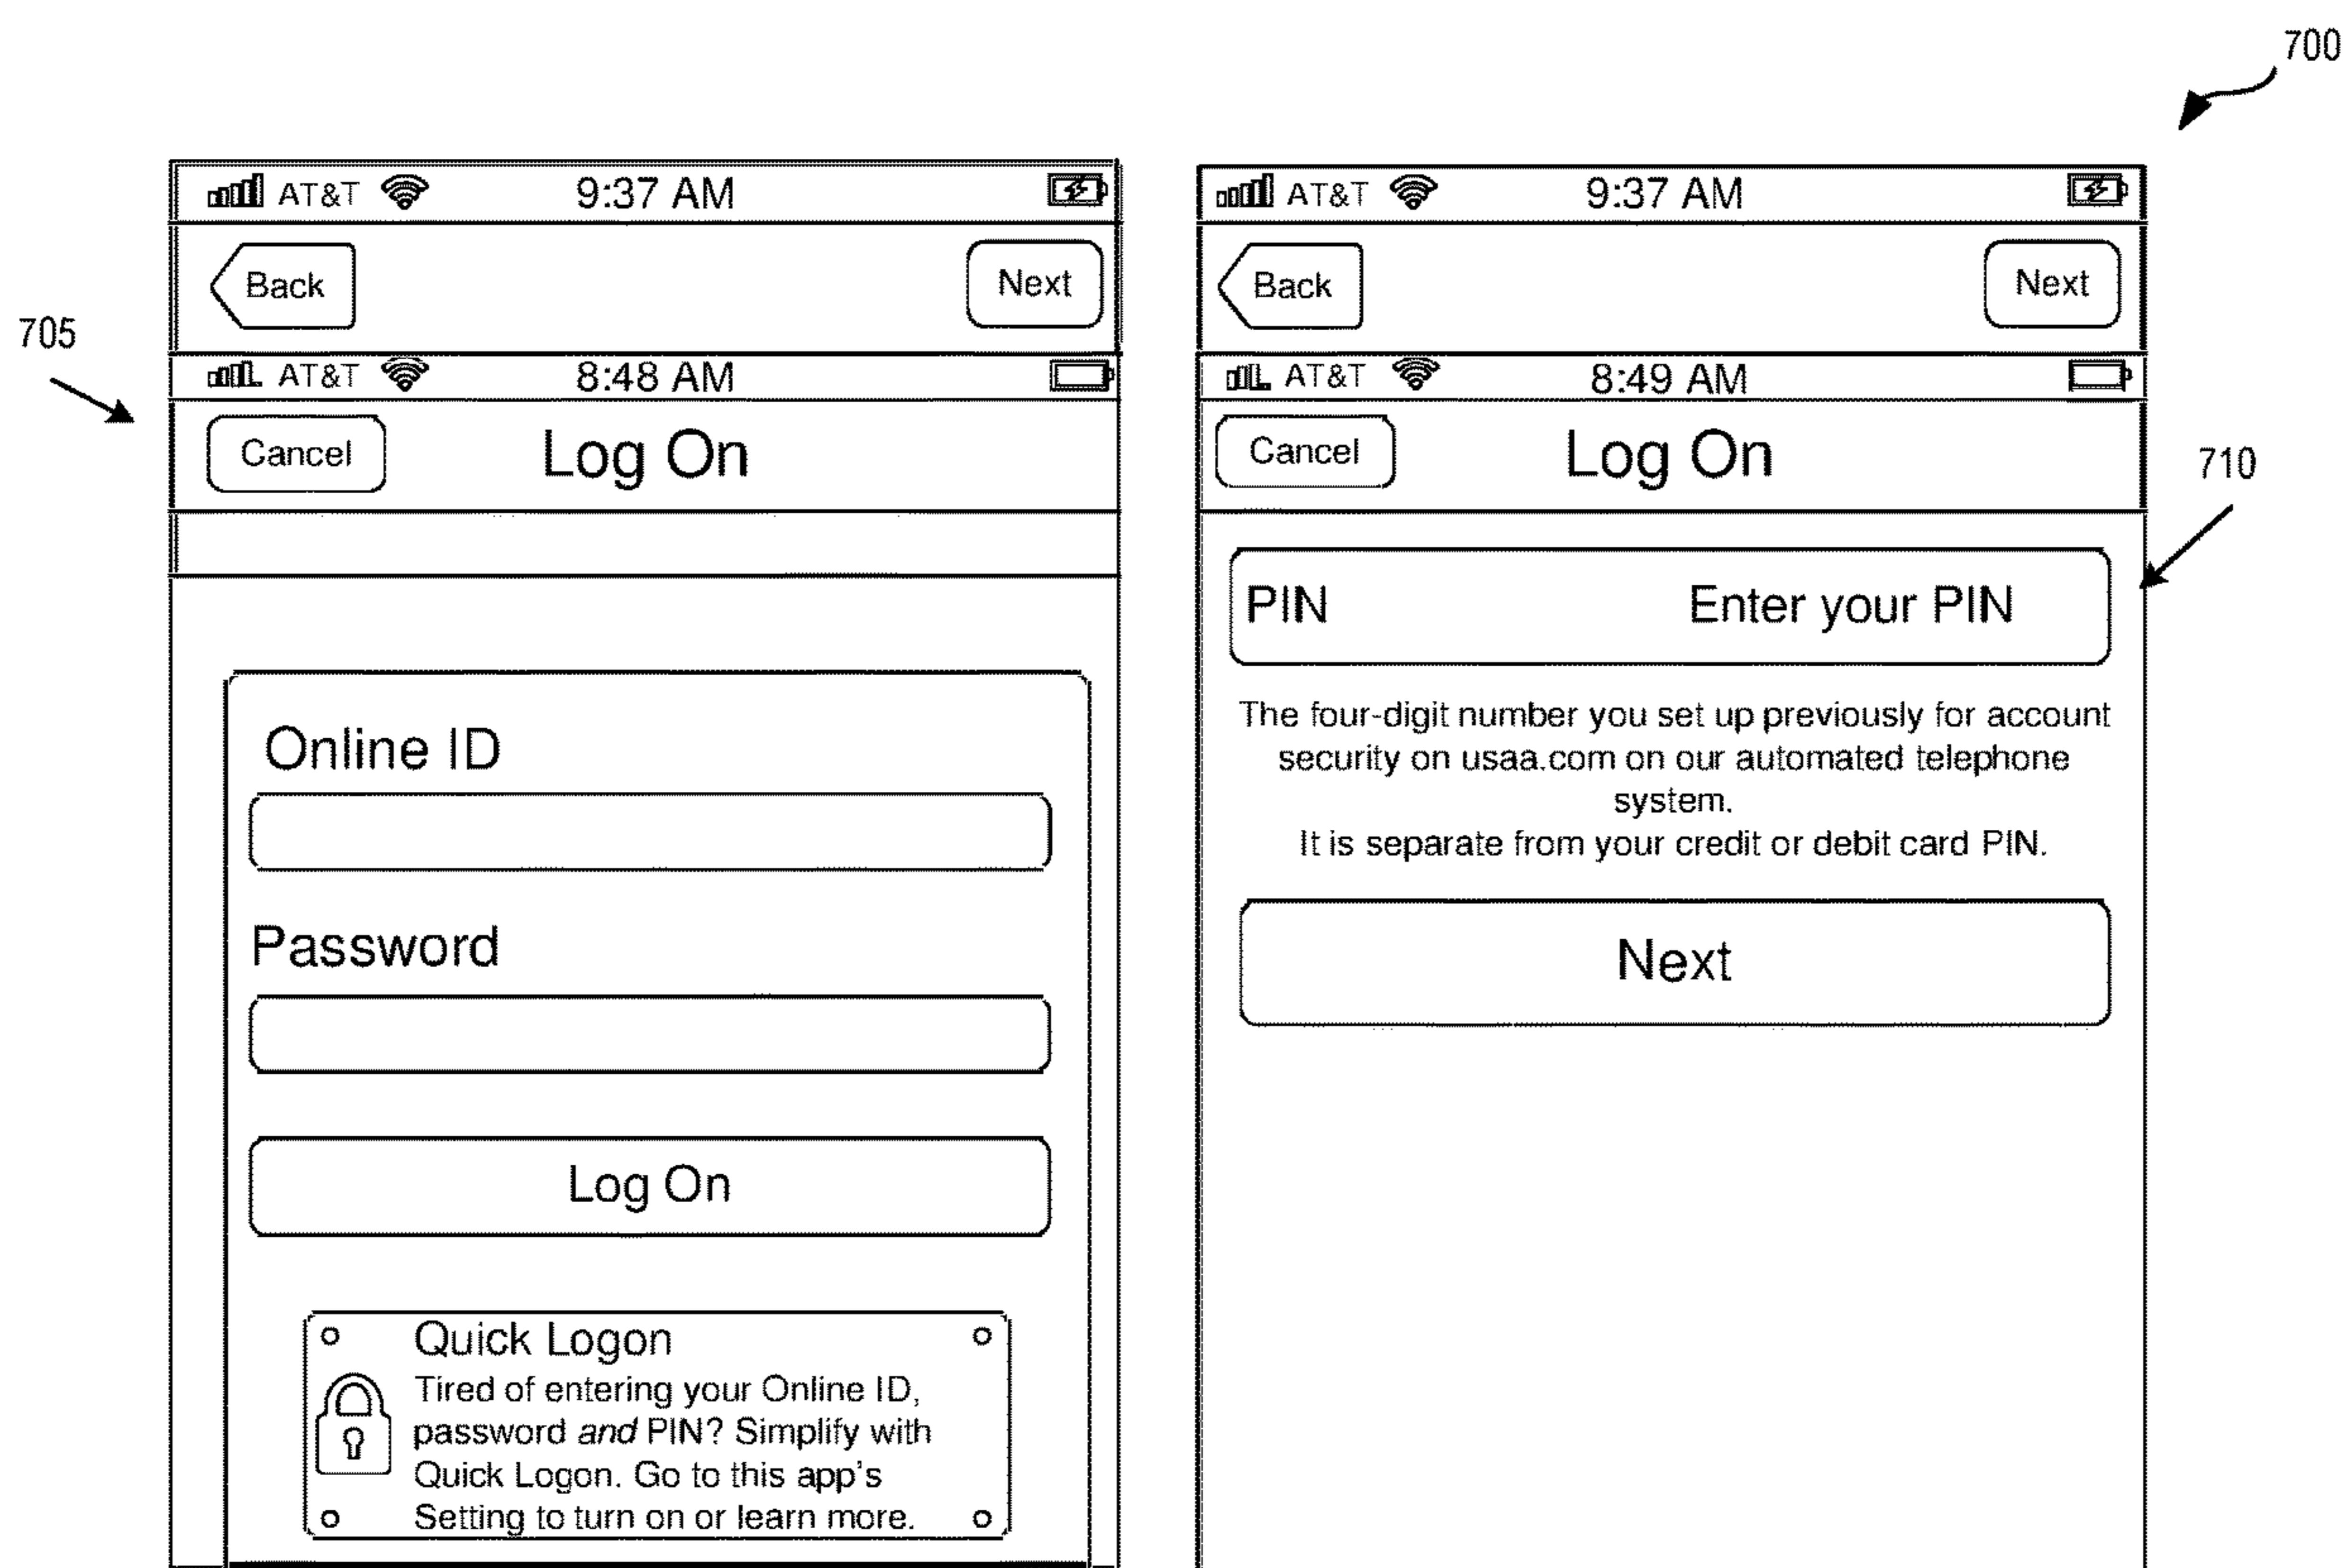 700
AT&T 9:37 AM
Back Next
705
AT&T 8:48 AM
Cancel Log On
Online ID
Password
Log On
Quick Logon
Tired of entering your Online ID,
password and PIN? Simplify with
Quick Logon. Go to this app's
Setting to turn on or learn more.
AT&T 9:37 AM
Back Next
AT&T 8:49 AM
Cancel Log On
710
PIN Enter your PIN
The four-digit number you set up previously for account
security on usaa.com on our automated telephone
system.
It is separate from your credit or debit card PIN.
Next